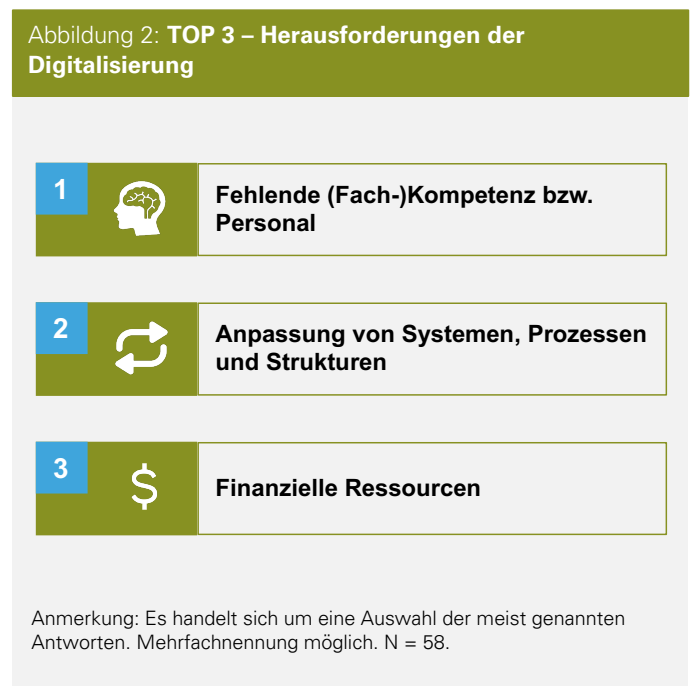 Abbildung 2: TOP 3 – Herausforderungen der
Digitalisierung
1
Fehlende (Fach-)Kompetenz bzw.
Personal
2
Anpassung von Systemen, Prozessen
und Strukturen
3
$
Finanzielle Ressourcen
Anmerkung: Es handelt sich um eine Auswahl der meist genannten
Antworten. Mehrfachnennung möglich. N = 58.